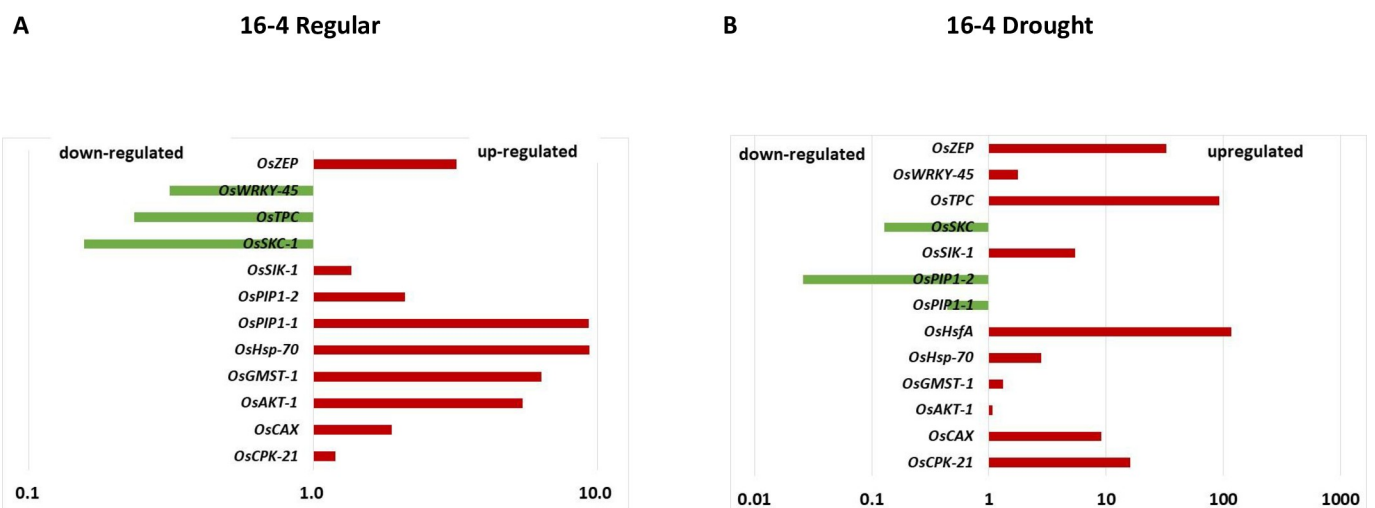 A
16-4 Regular
down-regulated
up-regulated
OsZEP
OsWRKY-45
OsTPC
OsSKC-1
OsSIK-1
OsPIP1-2
OsPIP1-1
OsHsp-70
OsGMST-1
OsAKT-1
OsCAX
OsCPK-21
0.1 1.0 10.0
B
16-4 Drought
down-regulated
upregulated
OsZEP
OsWRKY-45
OsTPC
OsSKC
OsSIK-1
OsPIP1-2
OsPIP1-1
OsHsfA
OsHsp-70
OsGMST-1
OsAKT-1
OsCAX
OsCPK-21
0.01 0.1 1 10 100 1000